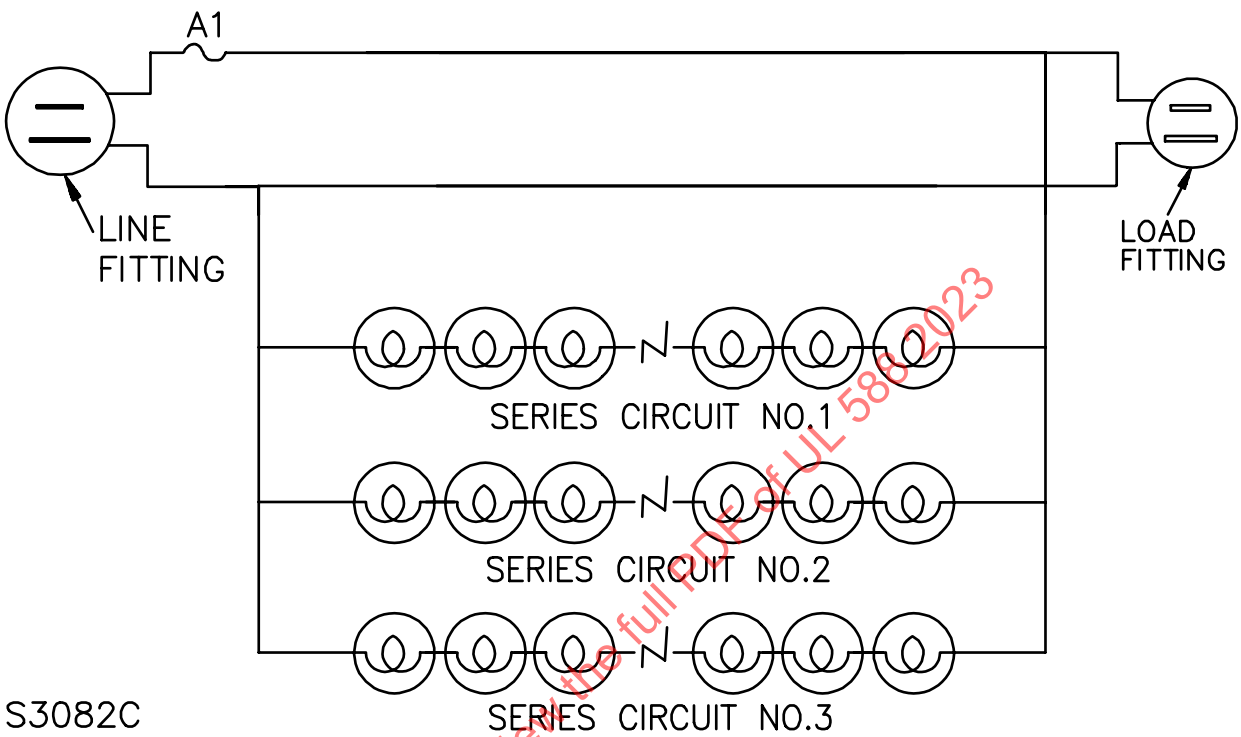 A1
LINE
FITTING
LOAD
FITTING
SERIES CIRCUIT NO.1
SERIES CIRCUIT NO.2
SERIES CIRCUIT NO.3
S3082C
the full PDF of UL 588 2023